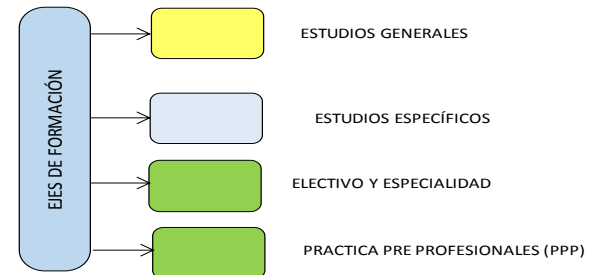 EJES DE FORMACIÓN
ESTUDIOS GENERALES
ESTUDIOS ESPECÍFICOS
ELECTIVO Y ESPECIALIDAD
PRACTICA PRE PROFESIONALES (PPP)